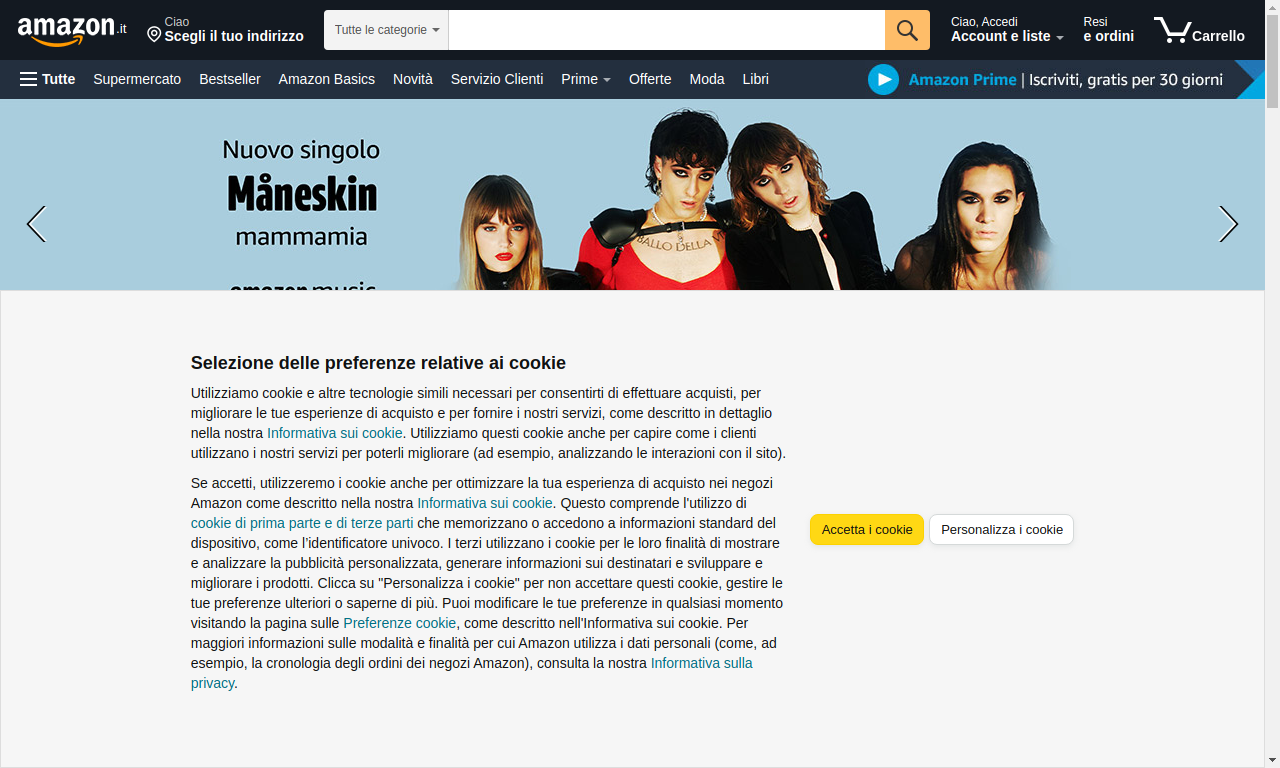 amazon.it
Ciao
Scegli il tuo indirizzo
Tutte le categorie
Ciao, Accedi
Account e liste
Resi
e ordini
Carrello
Tutte
Supermercato
Bestseller
Amazon Basics
Novità
Servizio Clienti
Prime
Offerte
Moda
Libri
Amazon Prime | Iscriviti, gratis per 30 giorni
Nuovo singolo
Måneskin
mammamia
amazon music
BALLO DELLA
Selezione delle preferenze relative ai cookie
Utilizziamo cookie e altre tecnologie simili necessari per consentirti di effettuare acquisti, per
migliorare le tue esperienze di acquisto e per fornire i nostri servizi, come descritto in dettaglio
nella nostra Informativa sui cookie. Utilizziamo questi cookie anche per capire come i clienti
utilizzano i nostri servizi per poterli migliorare (ad esempio, analizzando le interazioni con il sito).
Se accetti, utilizzeremo i cookie anche per ottimizzare la tua esperienza di acquisto nei negozi
Amazon come descritto nella nostra Informativa sui cookie. Questo comprende l'utilizzo di
cookie di prima parte e di terze parti che memorizzano o accedono a informazioni standard del
dispositivo, come l’identificatore univoco. I terzi utilizzano i cookie per le loro finalità di mostrare
e analizzare la pubblicità personalizzata, generare informazioni sui destinatari e sviluppare e
migliorare i prodotti. Clicca su "Personalizza i cookie" per non accettare questi cookie, gestire le
tue preferenze ulteriori o saperne di più. Puoi modificare le tue preferenze in qualsiasi momento
visitando la pagina sulle Preferenze cookie, come descritto nell'Informativa sui cookie. Per
maggiori informazioni sulle modalità e finalità per cui Amazon utilizza i dati personali (come, ad
esempio, la cronologia degli ordini dei negozi Amazon), consulta la nostra Informativa sulla
privacy.
Accetta i cookie
Personalizza i cookie